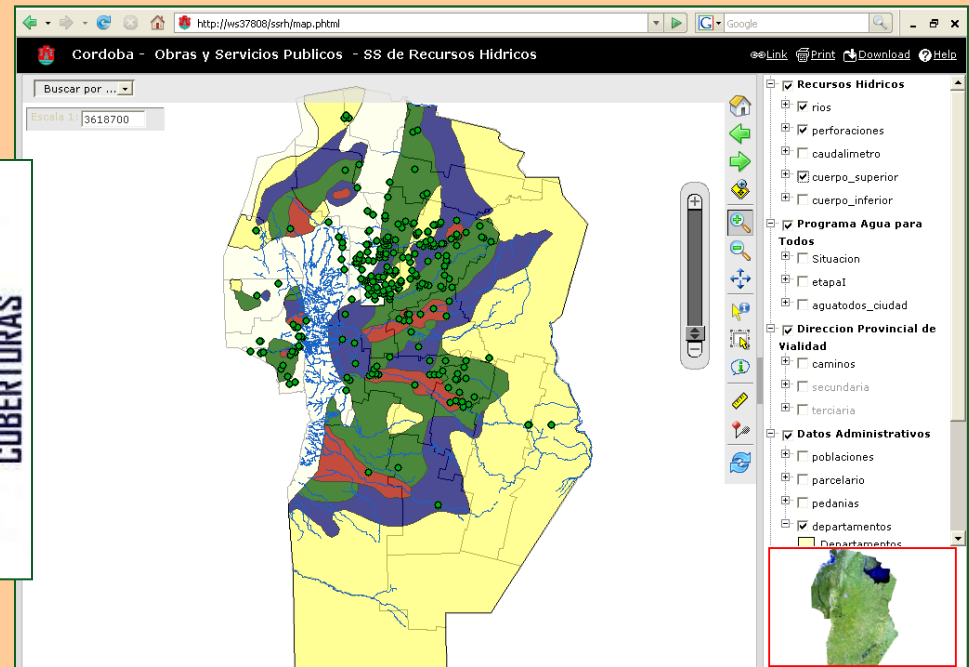 http://ws37808/ssrh/map.phtml
G
Google
Cordoba - Obras y Servicios Publicos - SS de Recursos Hidricos
Link Print Download Help
Buscar por ...
Escala 1: 3618700
COBERTURAS
Recursos Hidricos
rios
perforaciones
caudalimetro
cuerpo_superior
cuerpo_inferior
Programa Agua para
Todos
Situacion
etapaI
aguatodos_ciudad
Direccion Provincial de
Vialidad
caminos
secundaria
terciaria
Datos Administrativos
poblaciones
parcelario
pedanias
departamentos
Departamentos